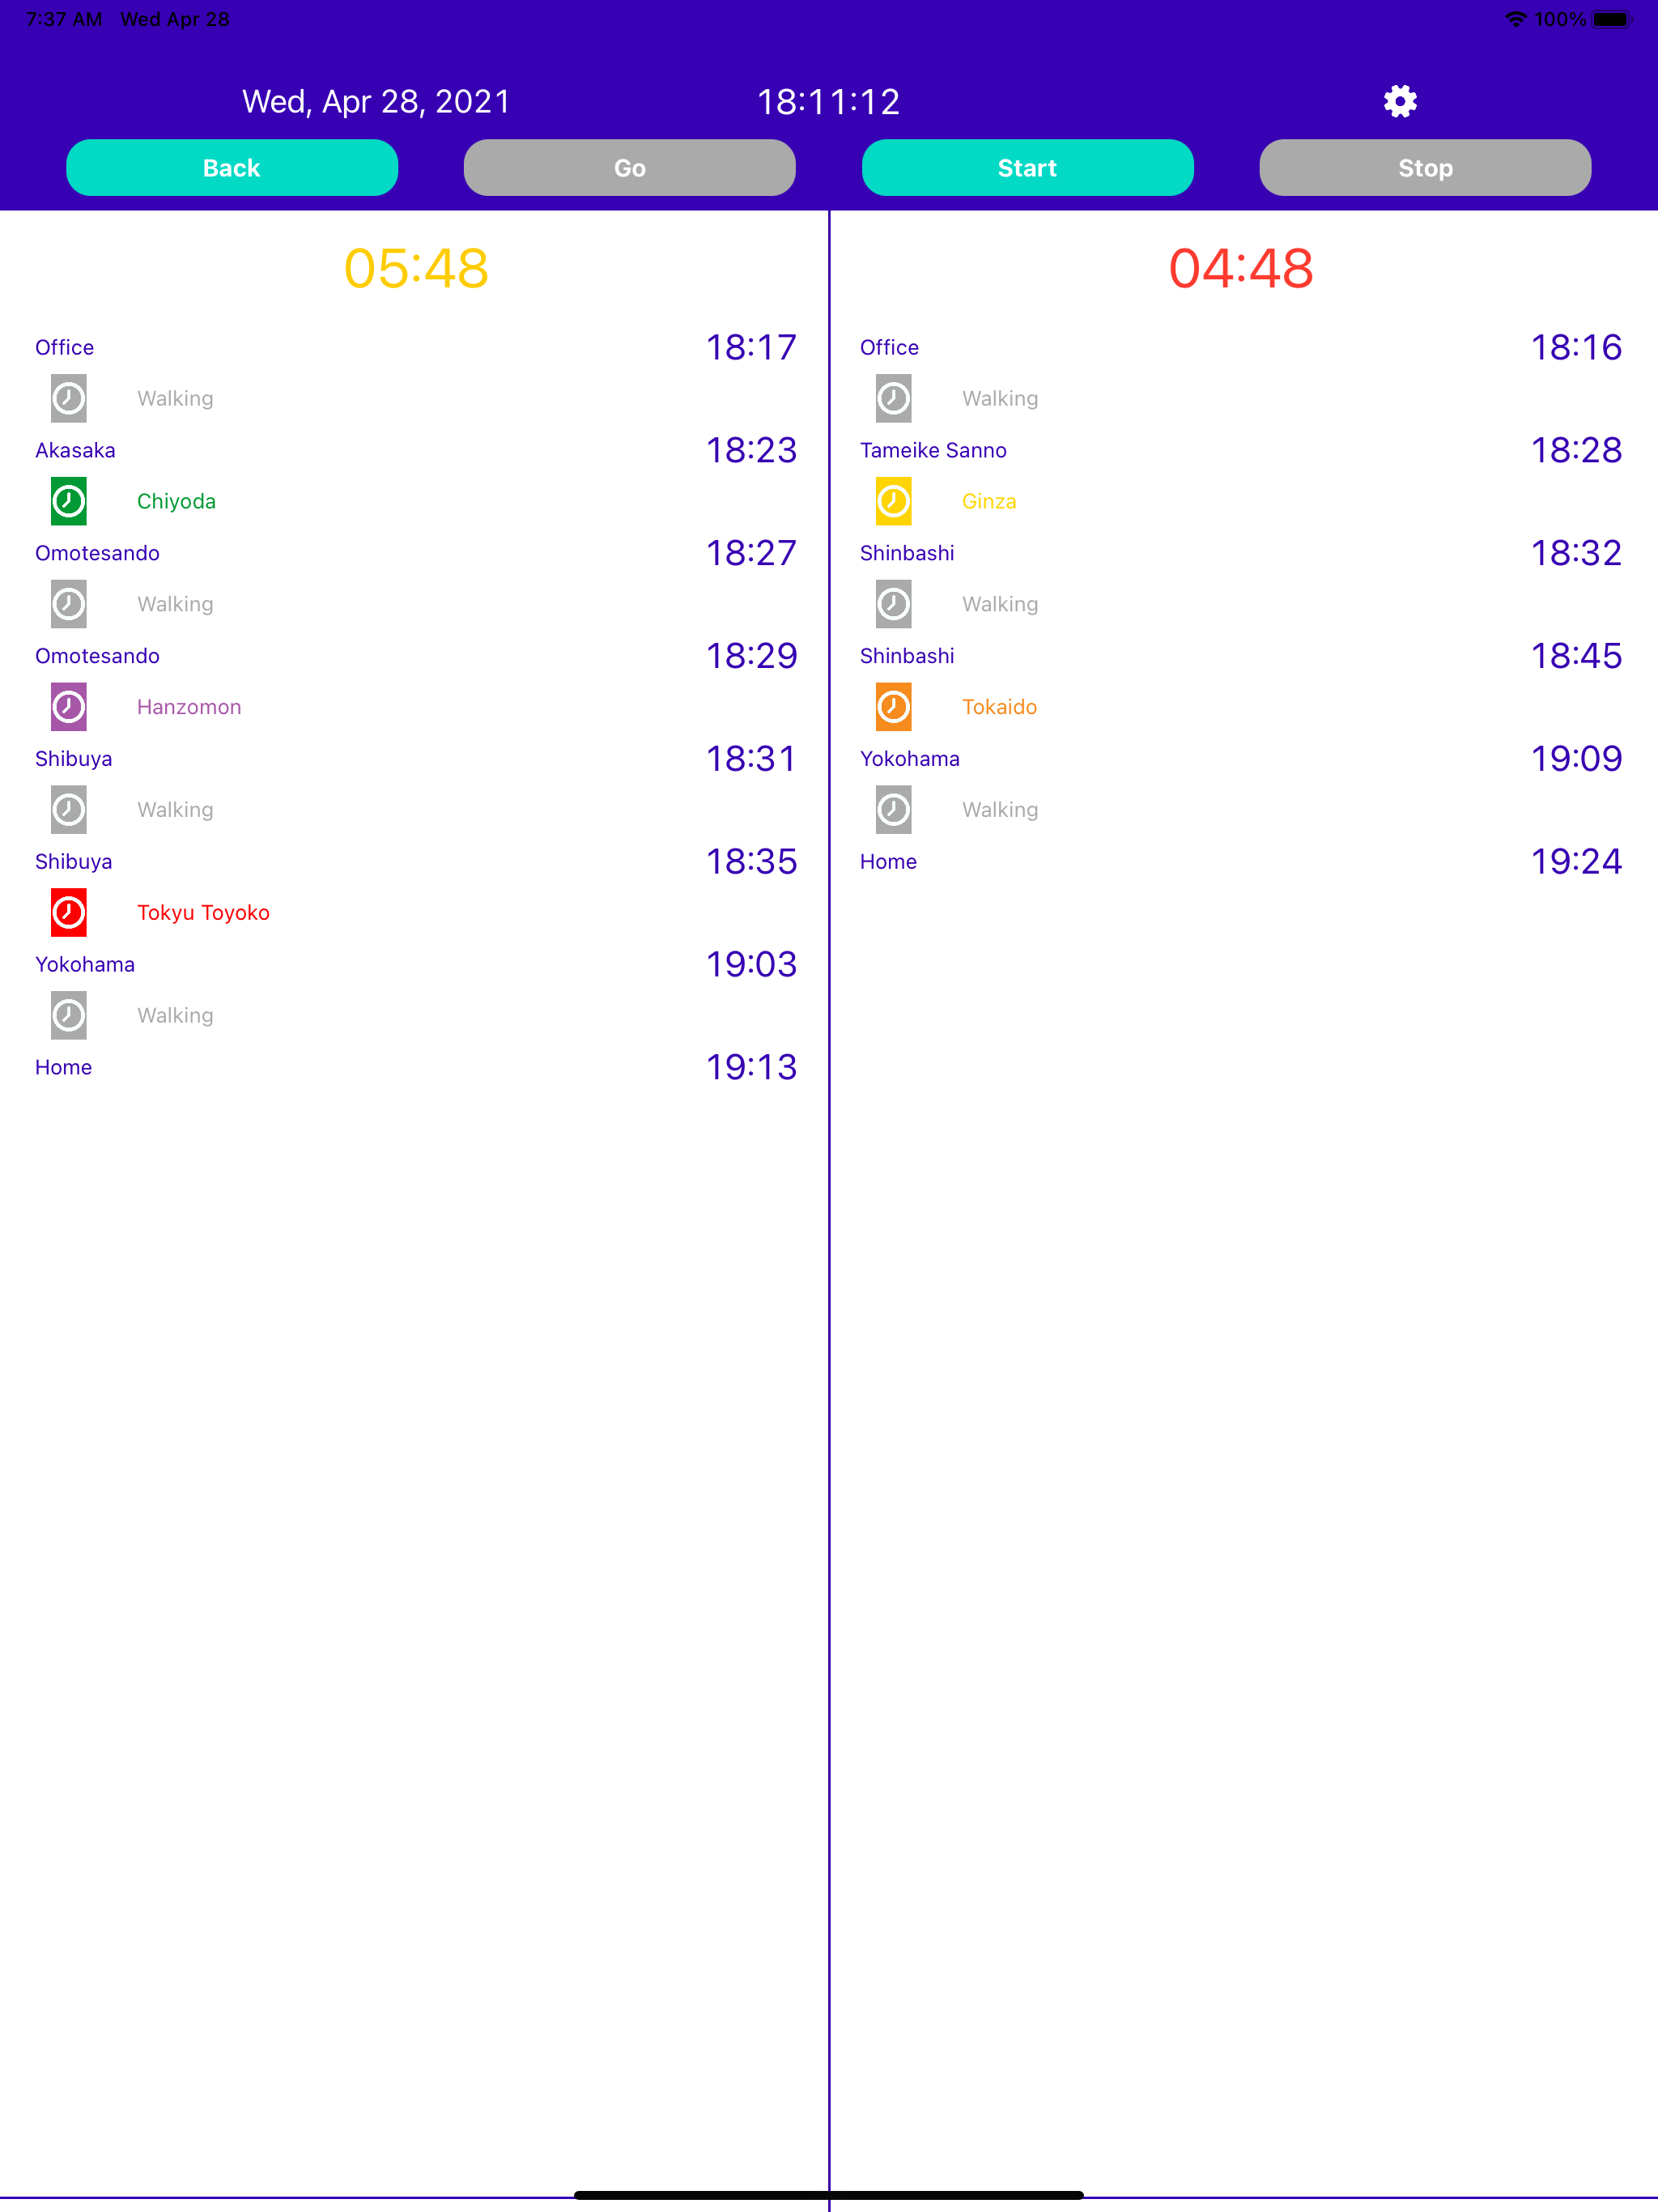 7:37 AM Wed Apr 28 100%
Wed, Apr 28, 2021 18:11:12
Back Go Start Stop
05:48
Office 18:17
Walking
Akasaka 18:23
Chiyoda
Omotesando 18:27
Walking
Omotesando 18:29
Hanzomon
Shibuya 18:31
Walking
Shibuya 18:35
Tokyu Toyoko
Yokohama 19:03
Walking
Home 19:13
04:48
Office 18:16
Walking
Tameike Sanno 18:28
Ginza
Shinbashi 18:32
Walking
Shinbashi 18:45
Tokaido
Yokohama 19:09
Walking
Home 19:24